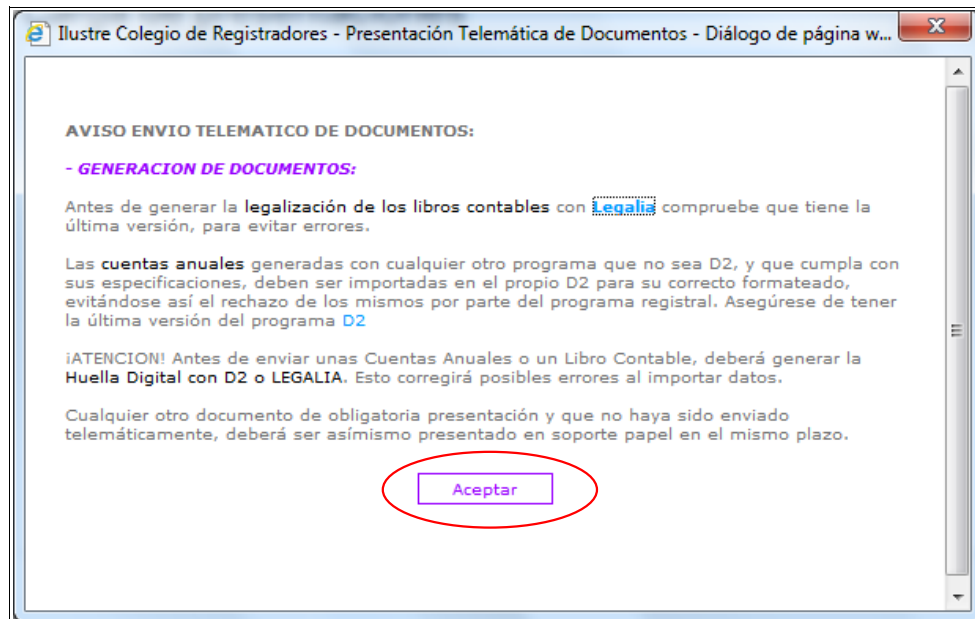 Ilustre Colegio de Registradores - Presentación Telemática de Documentos - Diálogo de página w...
AVISO ENVIO TELEMATICO DE DOCUMENTOS:
- GENERACION DE DOCUMENTOS:
Antes de generar la legalización de los libros contables con Legalia compruebe que tiene la
última versión, para evitar errores.
Las cuentas anuales generadas con cualquier otro programa que no sea D2, y que cumpla con
sus especificaciones, deben ser importadas en el propio D2 para su correcto formateado,
evitándose así el rechazo de los mismos por parte del programa registral. Asegúrese de tener
la última versión del programa D2
¡ATENCION! Antes de enviar unas Cuentas Anuales o un Libro Contable, deberá generar la
Huella Digital con D2 o LEGALIA. Esto corregirá posibles errores al importar datos.
Cualquier otro documento de obligatoria presentación y que no haya sido enviado
telemáticamente, deberá ser asímismo presentado en soporte papel en el mismo plazo.
Aceptar